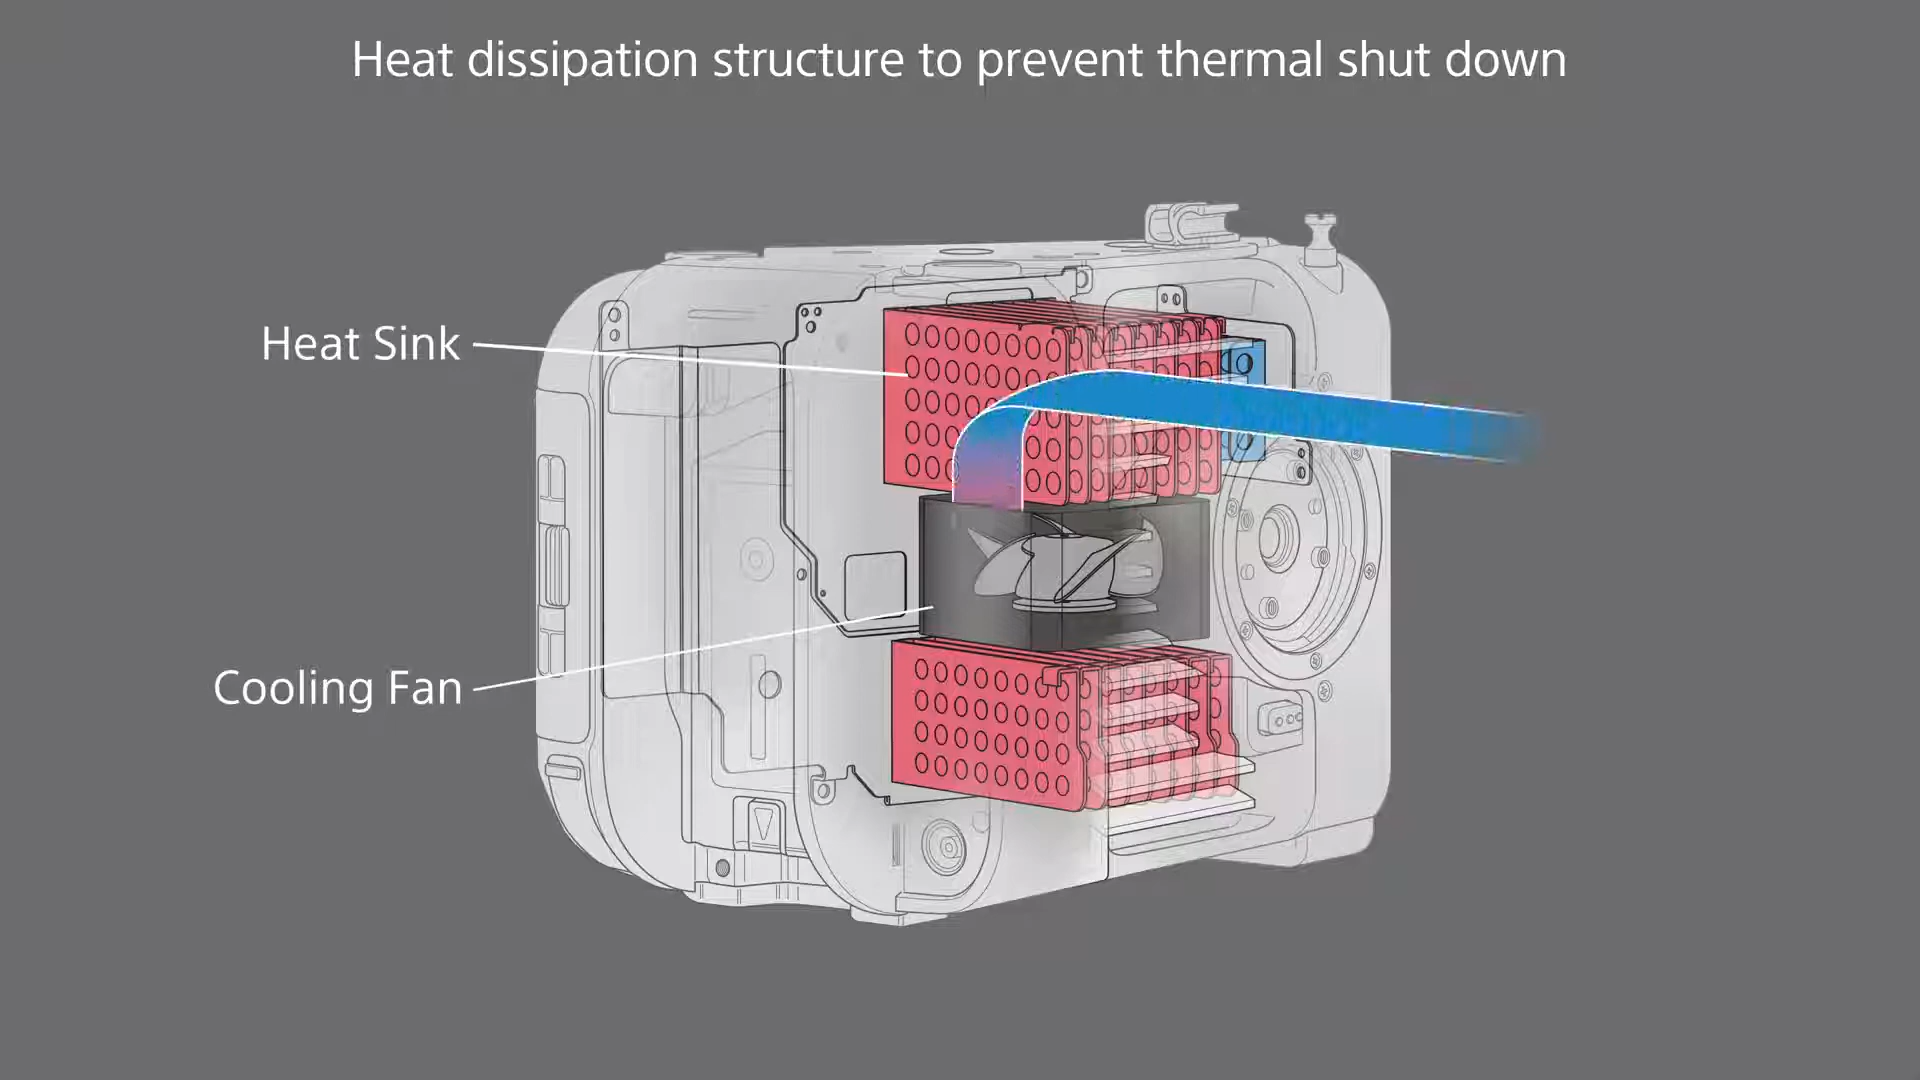 Heat dissipation structure to prevent thermal shut down
Heat Sink
Cooling Fan